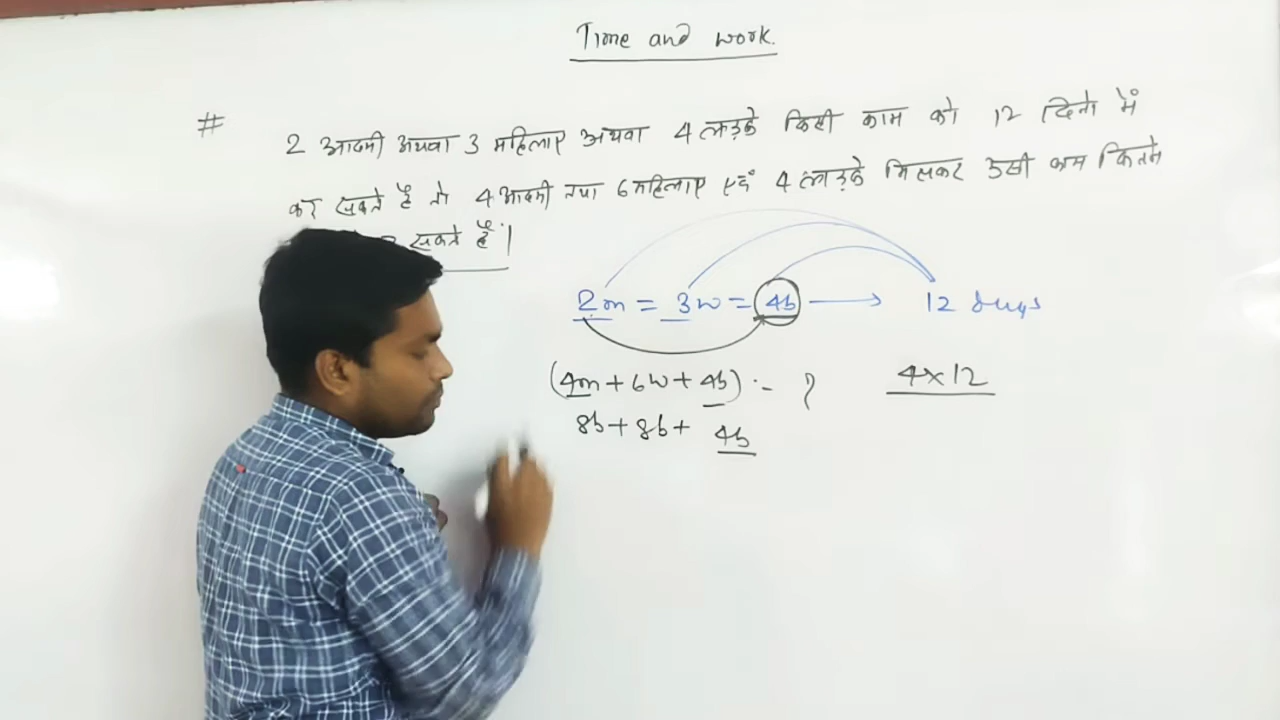 Time and work.
# 2 आदमी अथवा 3 महिलाए अथवा 4 लड़के किसी काम को 12 दिनो में
कर सकते है तो 4 आदमी तथा 6 महिलाए एवं 4 लड़के मिलकर उसी काम कितने
सकते है।
2m = 3w = 4b → 12 days
(4m + 6w + 4b) - ?
4×12
8b + 8b + 4b